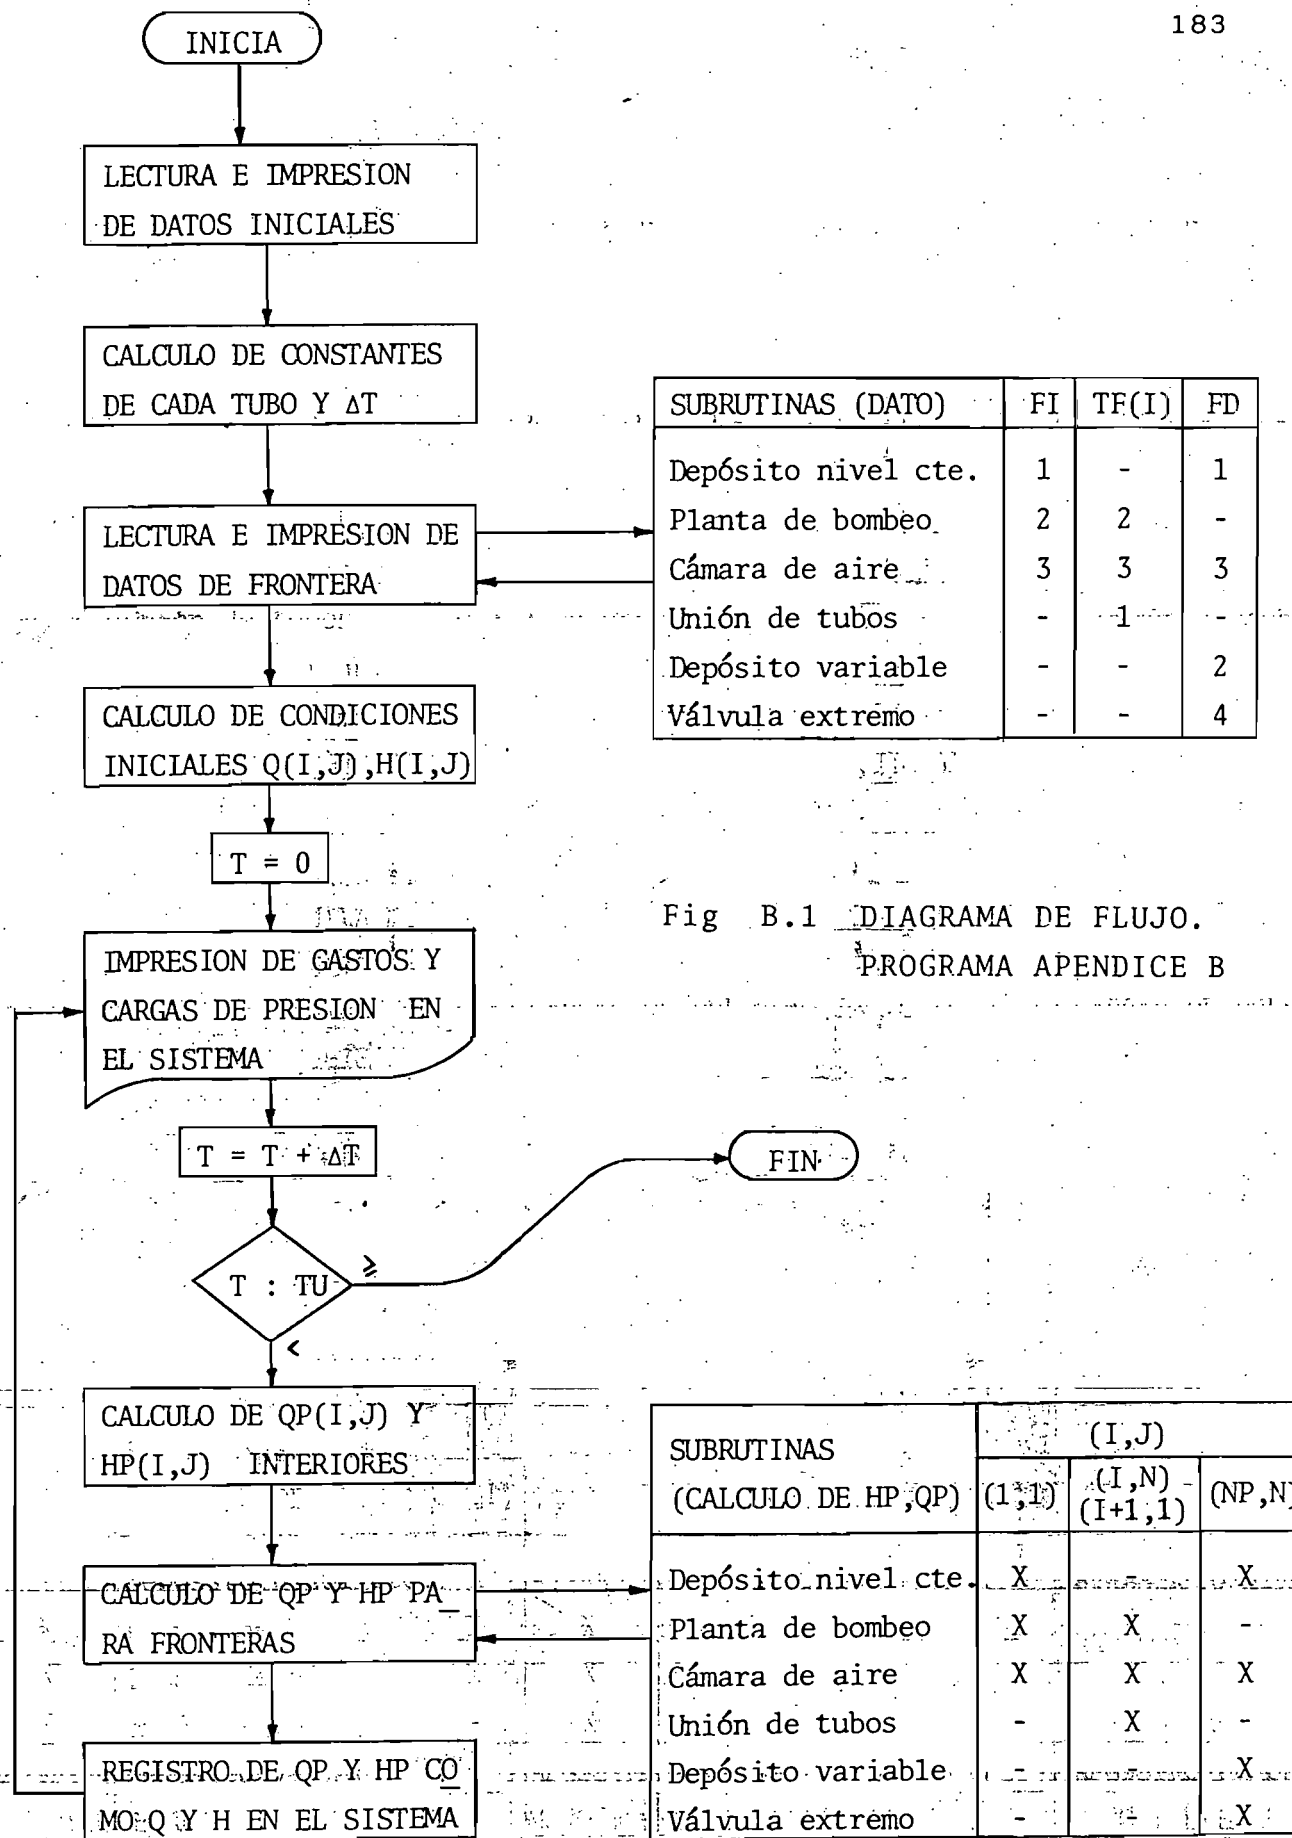 183
INICIA
LECTURA E IMPRESION
DE DATOS INICIALES
CALCULO DE CONSTANTES
DE CADA TUBO Y ΔT
LECTURA E IMPRESION DE
DATOS DE FRONTERA
SUBRUTINAS (DATO) FI TF(I) FD
Depósito nivel cte. 1 - 1
Planta de bombeo 2 2 -
Cámara de aire 3 3 3
Unión de tubos - 1 -
Depósito variable - - 2
Válvula extremo - - 4
CALCULO DE CONDICIONES
INICIALES Q(I,J),H(I,J)
T = 0
Fig B.1 DIAGRAMA DE FLUJO.
PROGRAMA APENDICE B
IMPRESION DE GASTOS Y
CARGAS DE PRESION EN
EL SISTEMA
T = T + ΔT
FIN
T : TU
≥
<
CALCULO DE QP(I,J) Y
HP(I,J) INTERIORES
CALCULO DE QP Y HP PA
RA FRONTERAS
REGISTRO DE QP Y HP CO
MO Q Y H EN EL SISTEMA
SUBRUTINAS
(CALCULO DE HP,QP)
(I,J)
(1,1) (I,N) (NP,N)
(I+1,1)
Depósito nivel cte. X - X
Planta de bombeo X X -
Cámara de aire X X X
Unión de tubos - X -
Depósito variable - - X
Válvula extremo - - X